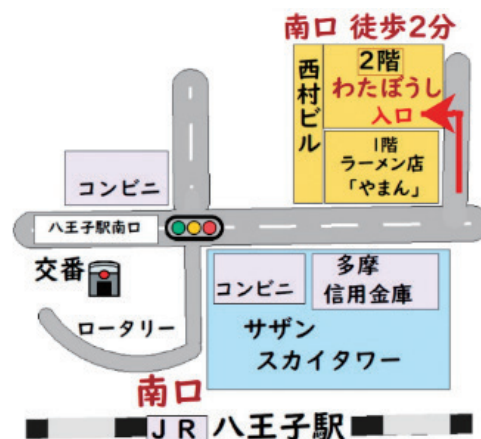 南口 徒歩2分
西村ビル
2階
わたぼうし
入口
1階
ラーメン店
「やまん」
コンビニ
八王子駅南口
交番
ロータリー
コンビニ
多摩
信用金庫
サザン
スカイタワー
南口
JR 八王子駅